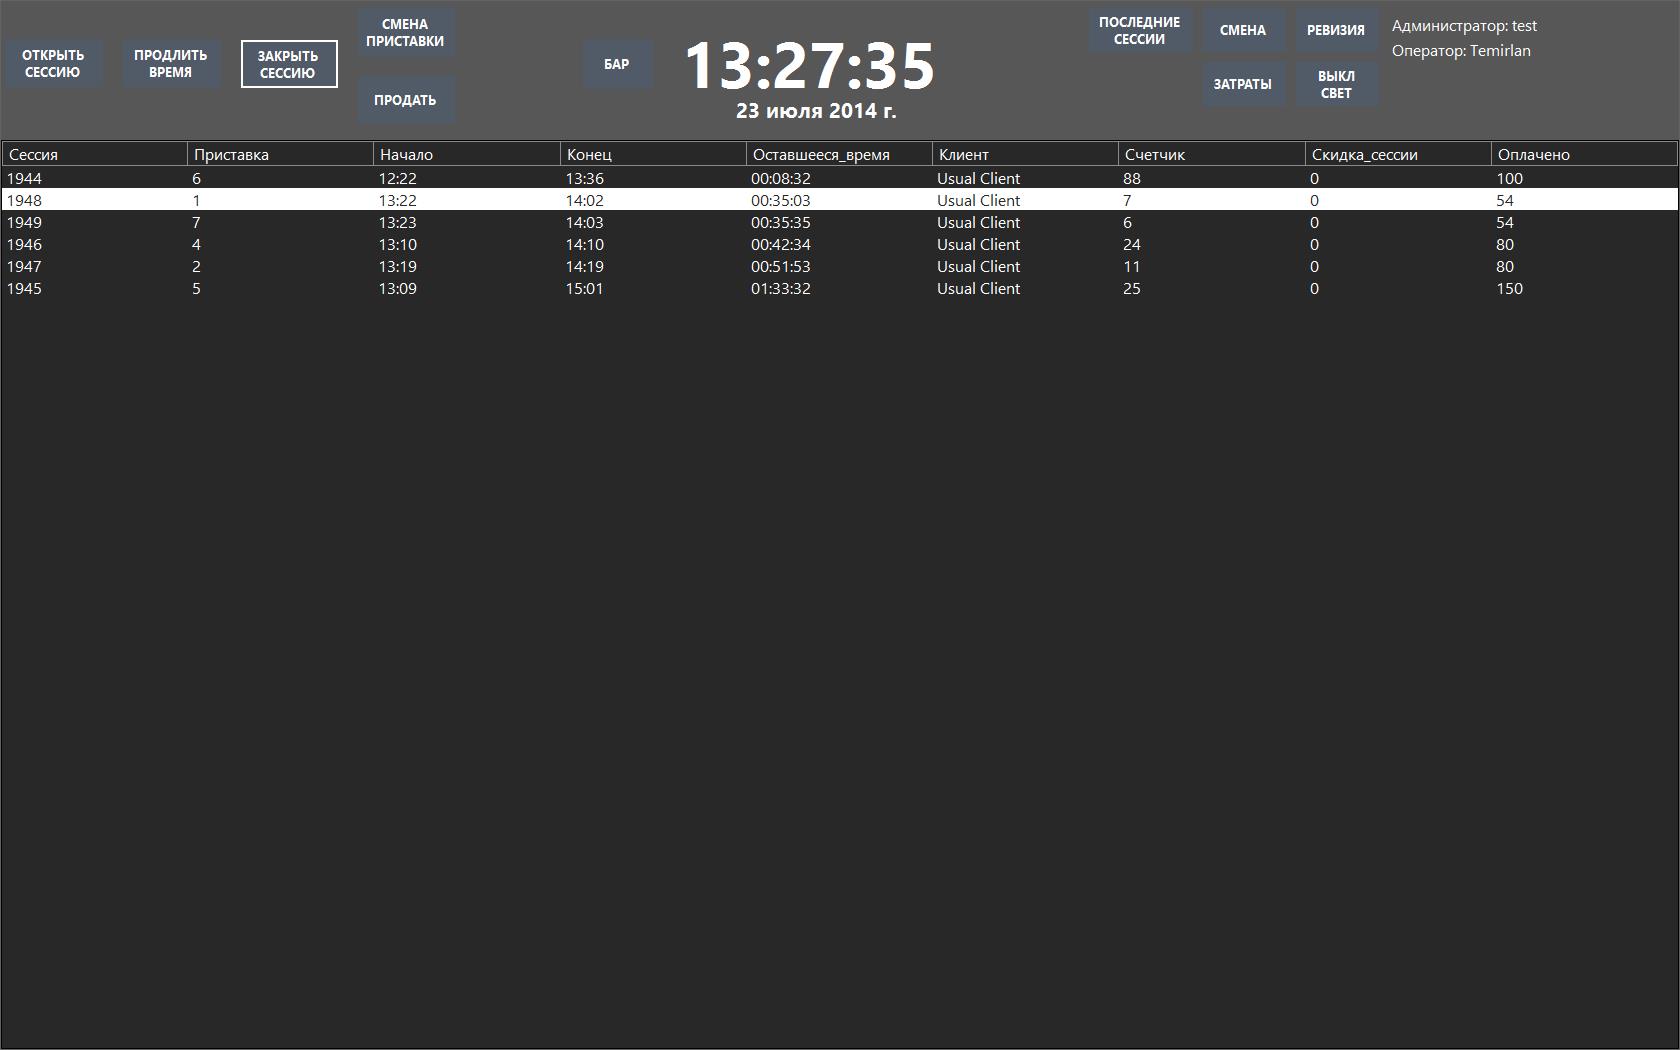 ОТКРЫТЬ
СЕССИЮ
ПРОДЛИТЬ
ВРЕМЯ
ЗАКРЫТЬ
СЕССИЮ
СМЕНА
ПРИСТАВКИ
ПРОДАТЬ
БАР
13:27:35
23 июля 2014 г.
ПОСЛЕДНИЕ
СЕССИИ
СМЕНА
РЕВИЗИЯ
ЗАТРАТЫ
ВЫКЛ
СВЕТ
Администратор: test
Оператор: Temirlan
Сессия Приставка Начало Конец Оставшееся_время Клиент Счетчик Скидка_сессии Оплачено
1944 6 12:22 13:36 00:08:32 Usual Client 88 0 100
1948 1 13:22 14:02 00:35:03 Usual Client 7 0 54
1949 7 13:23 14:03 00:35:35 Usual Client 6 0 54
1946 4 13:10 14:10 00:42:34 Usual Client 24 0 80
1947 2 13:19 14:19 00:51:53 Usual Client 11 0 80
1945 5 13:09 15:01 01:33:32 Usual Client 25 0 150